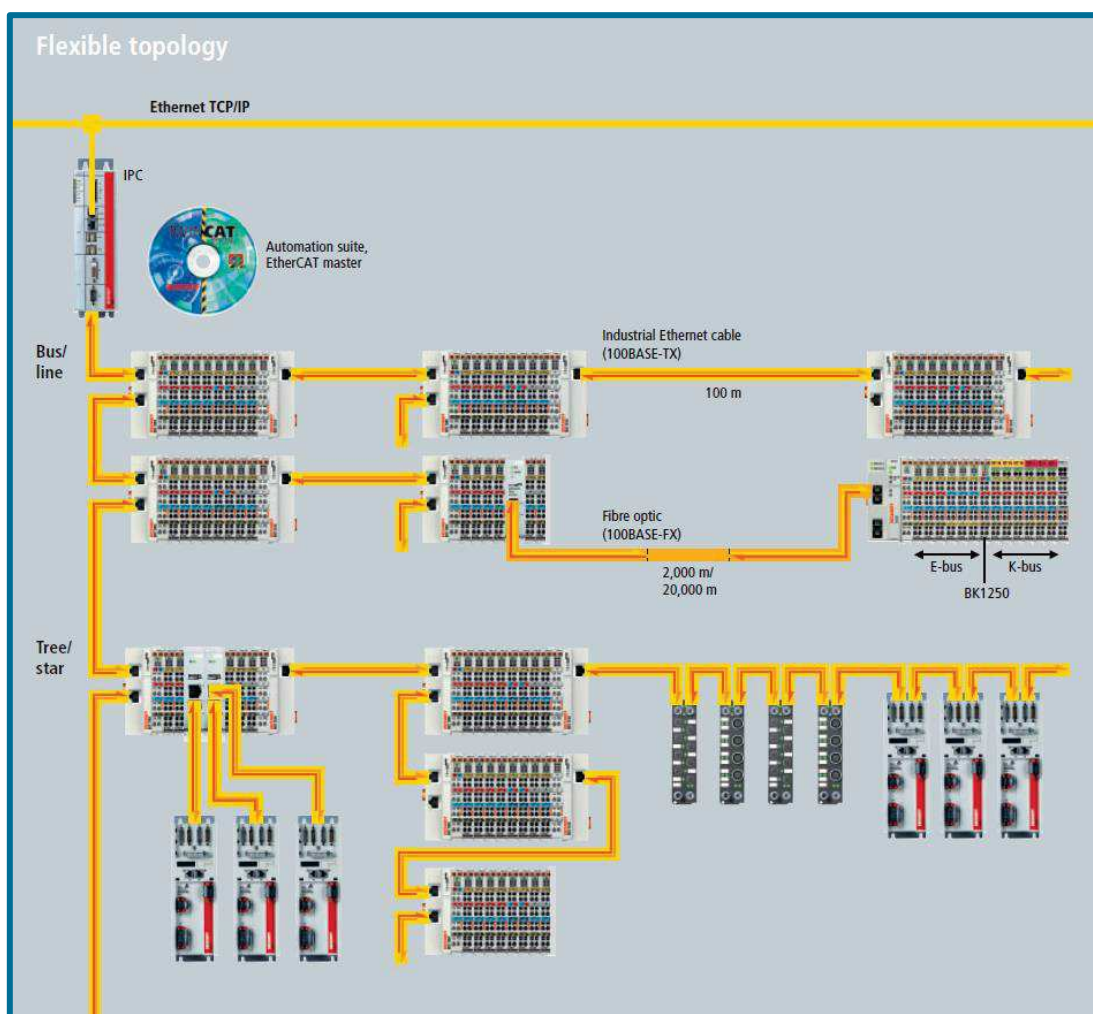 Flexible topology
Ethernet TCP/IP
IPC
CAT
Automation suite,
EtherCAT master
Bus/
line
Industrial Ethernet cable
(100BASE-TX)
100 m
Fibre optic
(100BASE-FX)
2,000 m/
20,000 m
E-bus
K-bus
BK1250
Tree/
star